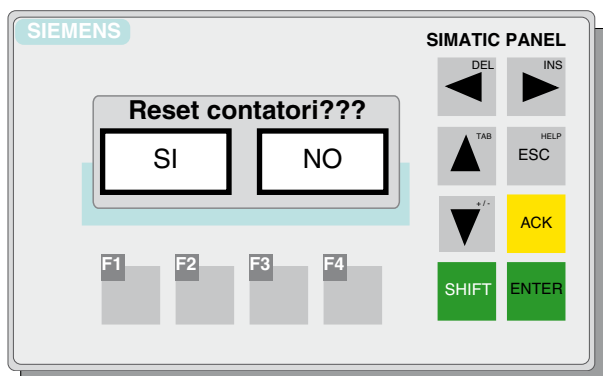 SIEMENS
SIMATIC PANEL
DEL
INS
Reset contatori???
SI
NO
TAB
HELP
ESC
+ / -
ACK
F1
F2
F3
F4
SHIFT
ENTER